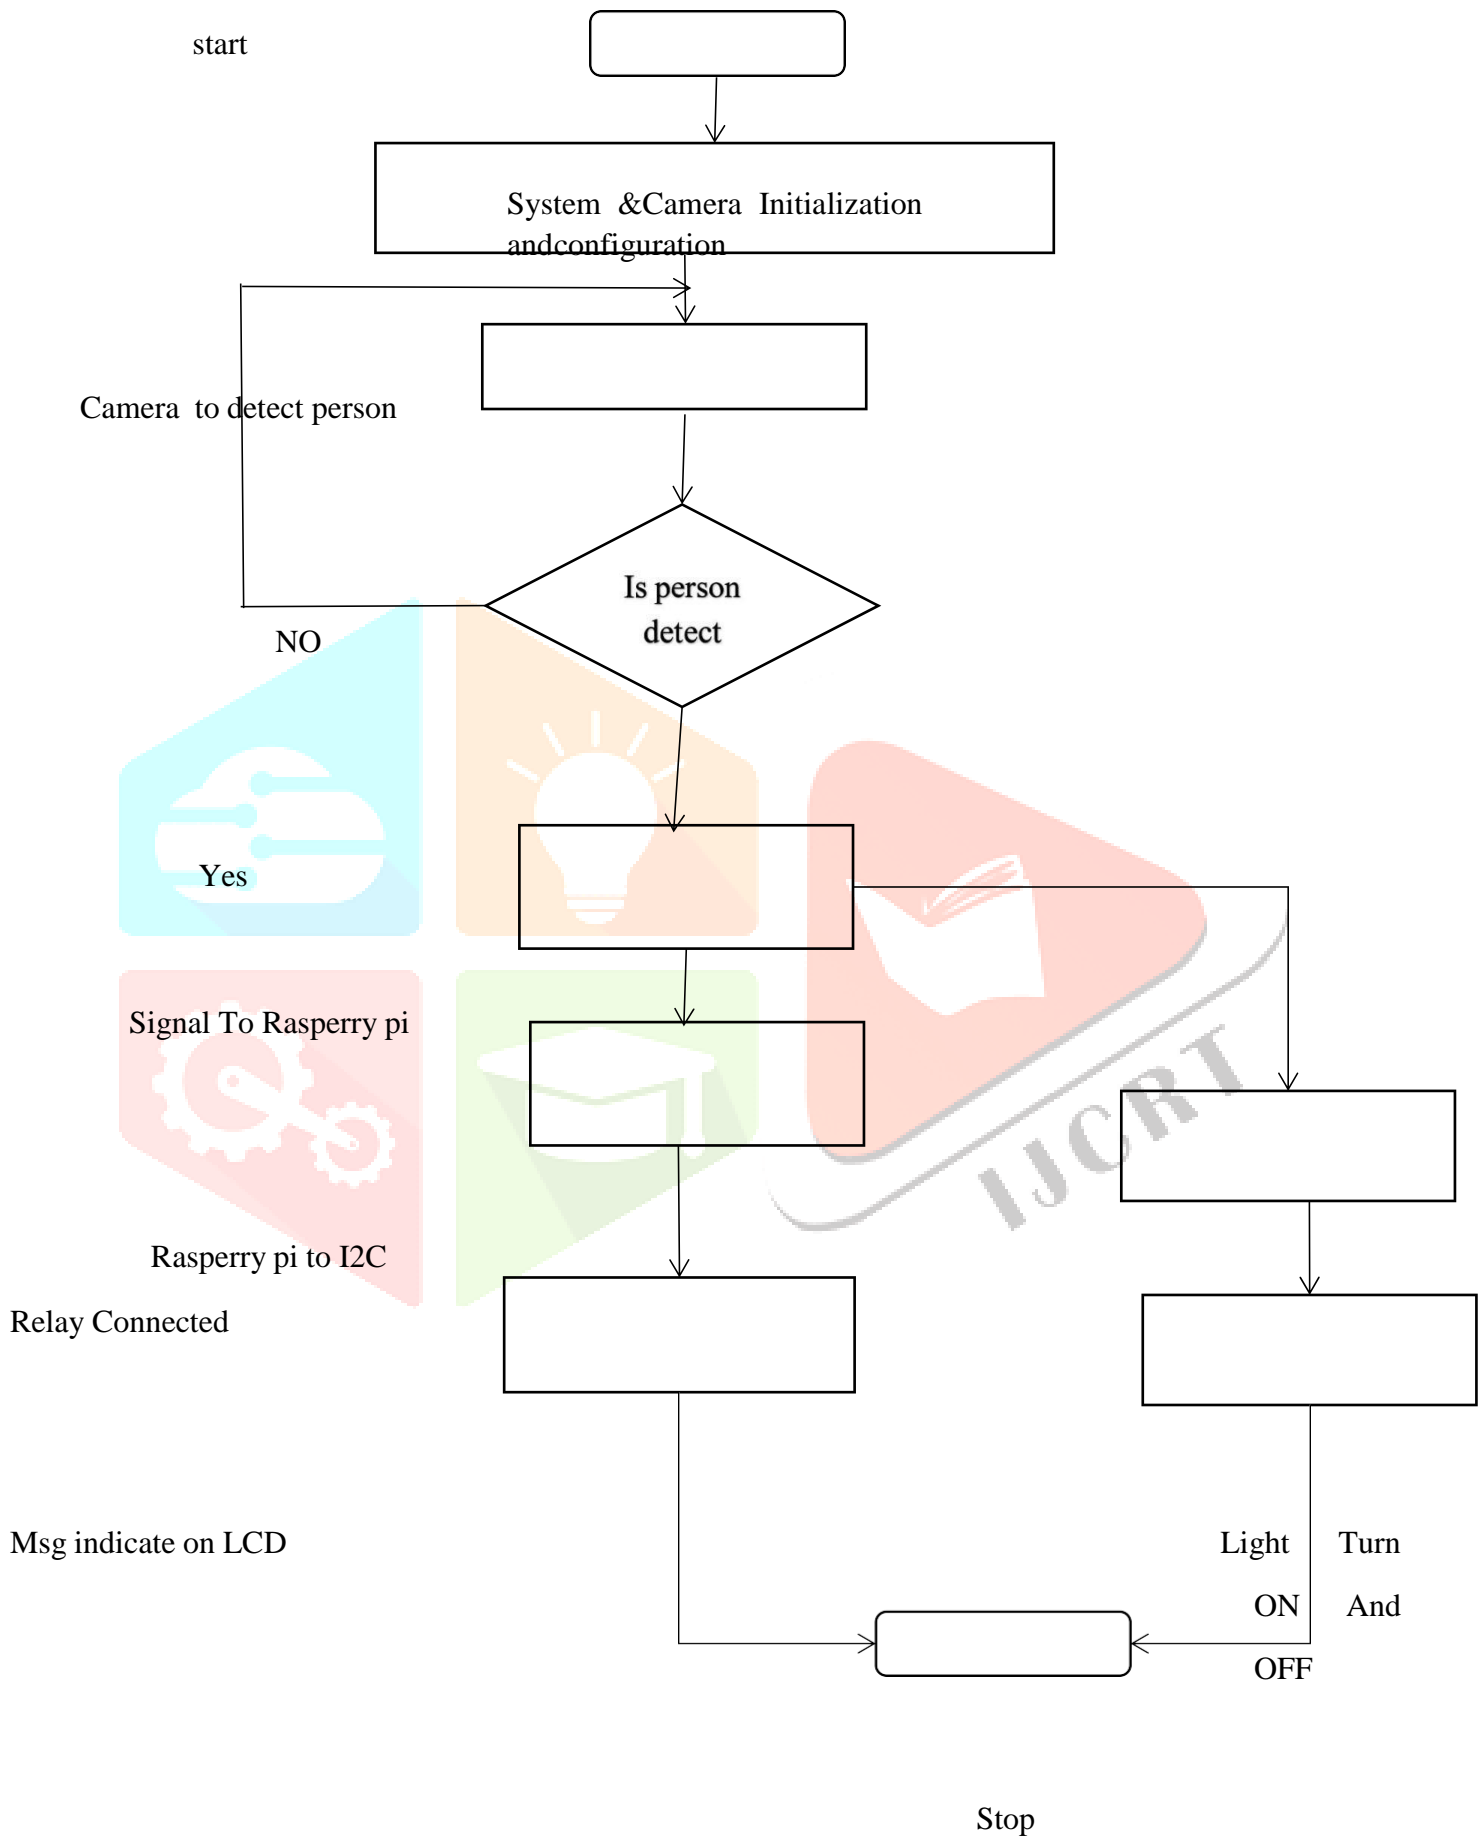 start
System &Camera Initialization
andconfiguration
Camera to detect person
Is person
detect
NO
Yes
Signal To Rasperry pi
IJCRT
Rasperry pi to I2C
Relay Connected
Msg indicate on LCD
Light Turn
ON And
OFF
Stop